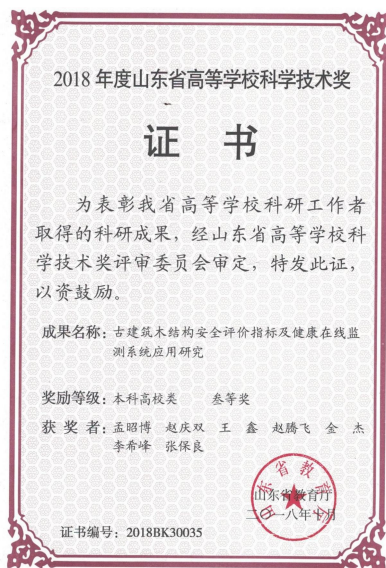 2018 年度山东省高等学校科学技术奖
证 书
为表彰我省高等学校科研工作者
取得的科研成果，经山东省高等学校科
学技术奖评审委员会审定，特发此证，
以资鼓励。
成果名称：古建筑木结构安全评价指标及健康在线监
测系统应用研究
奖励等级：本科高校类 叁等奖
获 奖 者：孟昭博 赵庆双 王 鑫 赵腾飞 金 杰
李希峰 张保良
山东省教育厅
山东省教育厅
二〇一八年十月
证书编号：2018BK30035